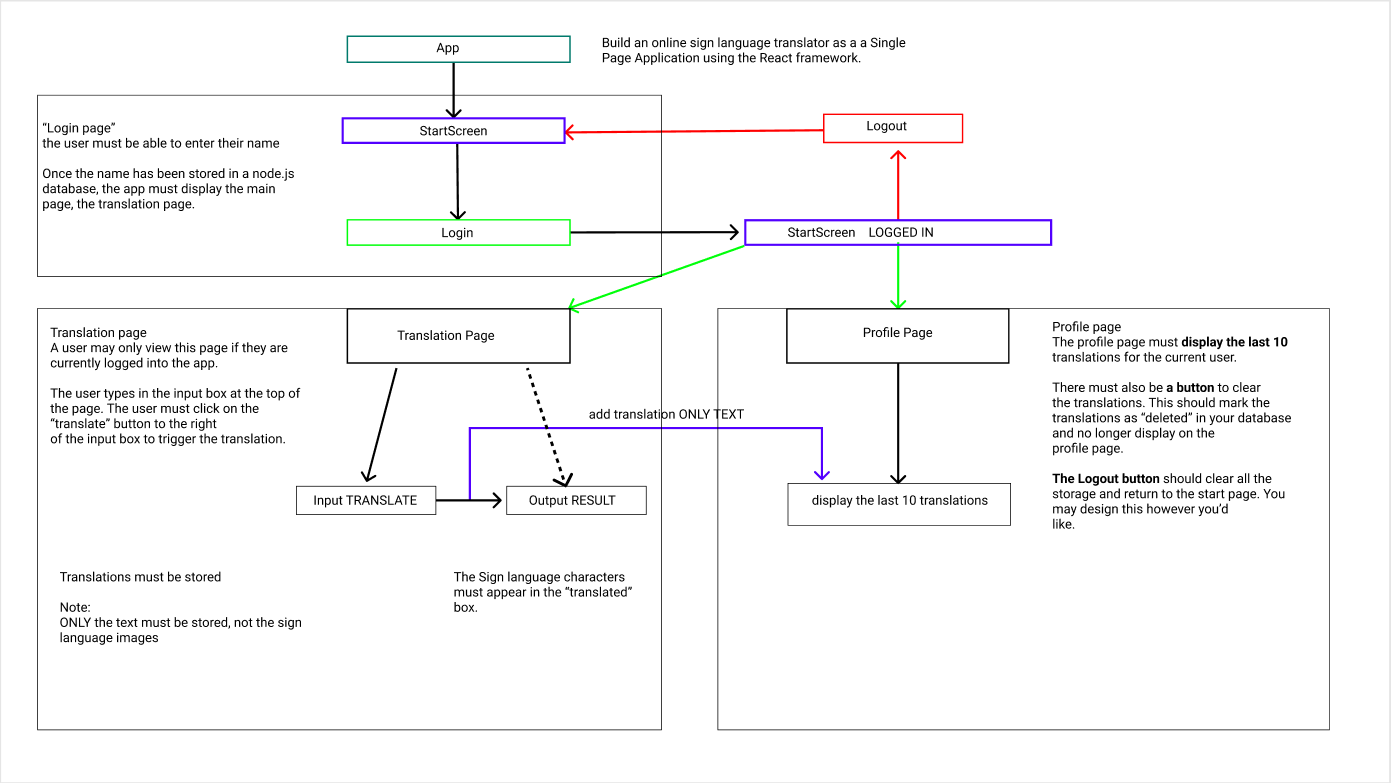 App
Build an online sign language translator as a a Single
Page Application using the React framework.
“Login page”
the user must be able to enter their name
Once the name has been stored in a node.js
database, the app must display the main
page, the translation page.
StartScreen
Logout
Login
StartScreen LOGGED IN
Translation page
A user may only view this page if they are
currently logged into the app.
The user types in the input box at the top of
the page. The user must click on the
“translate” button to the right
of the input box to trigger the translation.
Translation Page
add translation ONLY TEXT
Input TRANSLATE
Output RESULT
Translations must be stored
Note:
ONLY the text must be stored, not the sign
language images
The Sign language characters
must appear in the “translated”
box.
Profile Page
display the last 10 translations
Profile page
The profile page must display the last 10
translations for the current user.
There must also be a button to clear
the translations. This should mark the
translations as “deleted” in your database
and no longer display on the
profile page.
The Logout button should clear all the
storage and return to the start page. You
may design this however you’d
like.